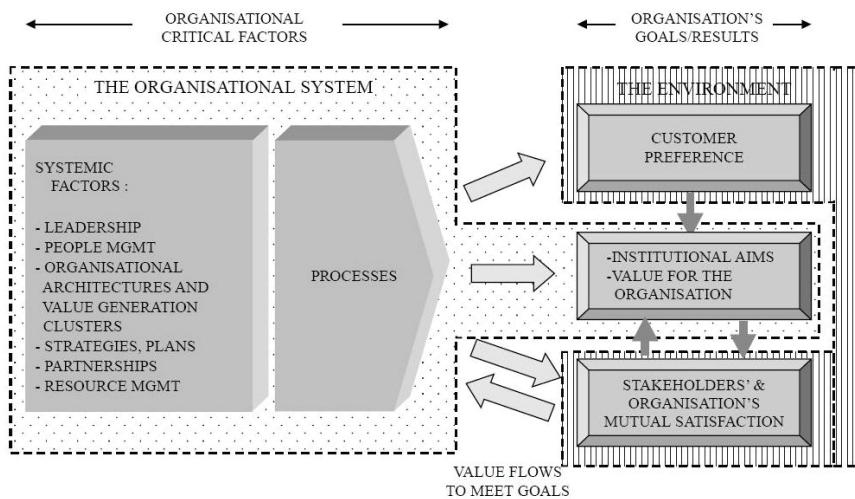 ORGANISATIONAL
CRITICAL FACTORS
ORGANISATION'S
GOALS/RESULTS
THE ORGANISATIONAL SYSTEM
SYSTEMIC
FACTORS :
- LEADERSHIP
- PEOPLE MGMT
- ORGANISATIONAL
ARCHITECTURES AND
VALUE GENERATION
CLUSTERS
- STRATEGIES, PLANS
- PARTNERSHIPS
- RESOURCE MGMT
PROCESSES
THE ENVIRONMENT
CUSTOMER
PREFERENCE
-INSTITUTIONAL AIMS
-VALUE FOR THE
ORGANISATION
STAKEHOLDERS' &
ORGANISATION'S
MUTUAL SATISFACTION
VALUE FLOWS
TO MEET GOALS